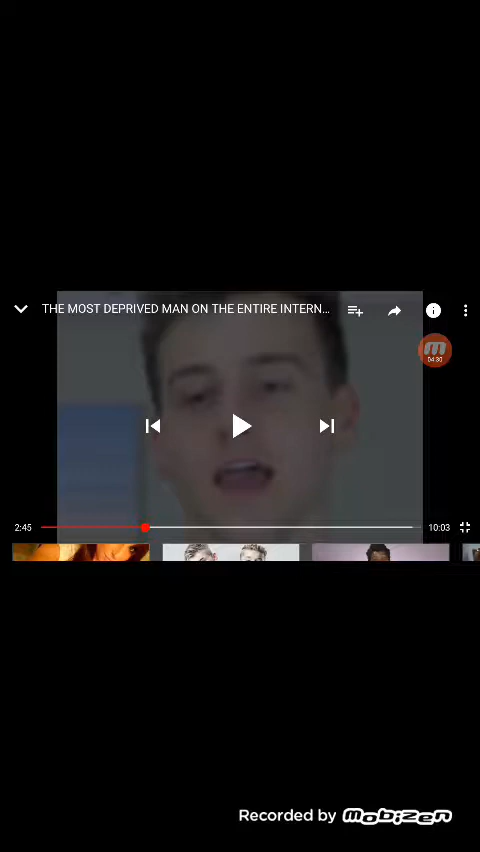 THE MOST DEPRIVED MAN ON THE ENTIRE INTERN...
04:30
2:45
10:03
Recorded by Mobizen